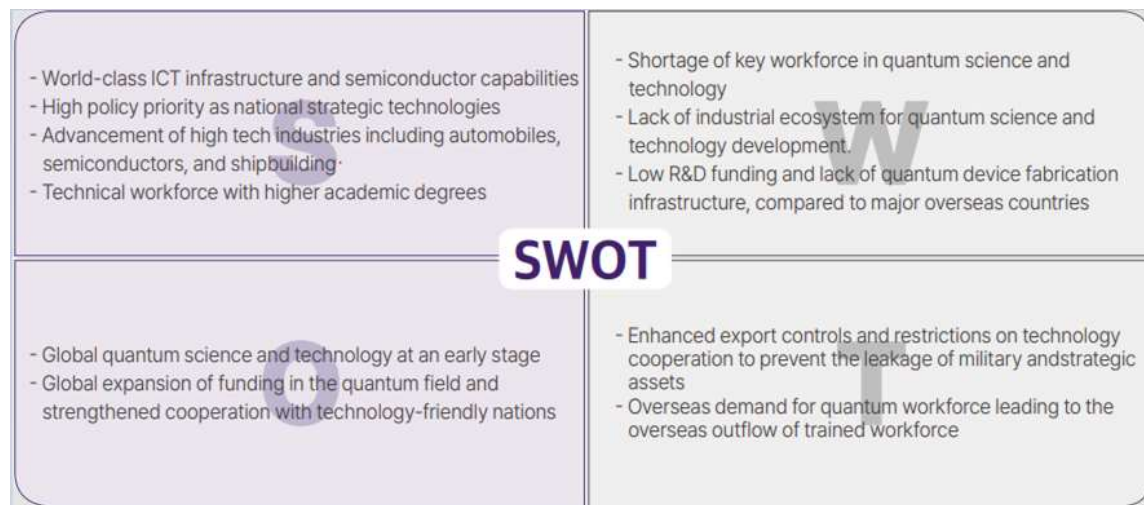 - World-class ICT infrastructure and semiconductor capabilities
- High policy priority as national strategic technologies
- Advancement of high tech industries including automobiles,
semiconductors, and shipbuilding·
- Technical workforce with higher academic degrees
S
- Shortage of key workforce in quantum science and
technology
- Lack of industrial ecosystem for quantum science and
technology development.
- Low R&D funding and lack of quantum device fabrication
infrastructure, compared to major overseas countries
W
SWOT
- Global quantum science and technology at an early stage
- Global expansion of funding in the quantum field and
strengthened cooperation with technology-friendly nations
O
- Enhanced export controls and restrictions on technology
cooperation to prevent the leakage of military andstrategic
assets
- Overseas demand for quantum workforce leading to the
overseas outflow of trained workforce
T